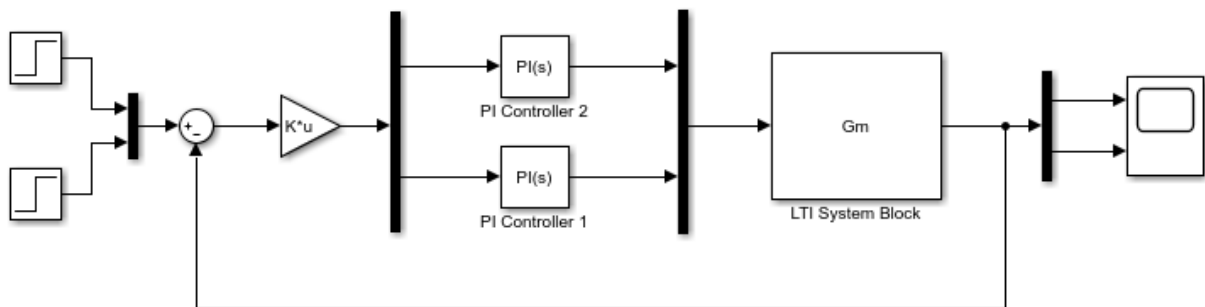 K*u
PI(s)
PI Controller 2
PI(s)
PI Controller 1
Gm
LTI System Block